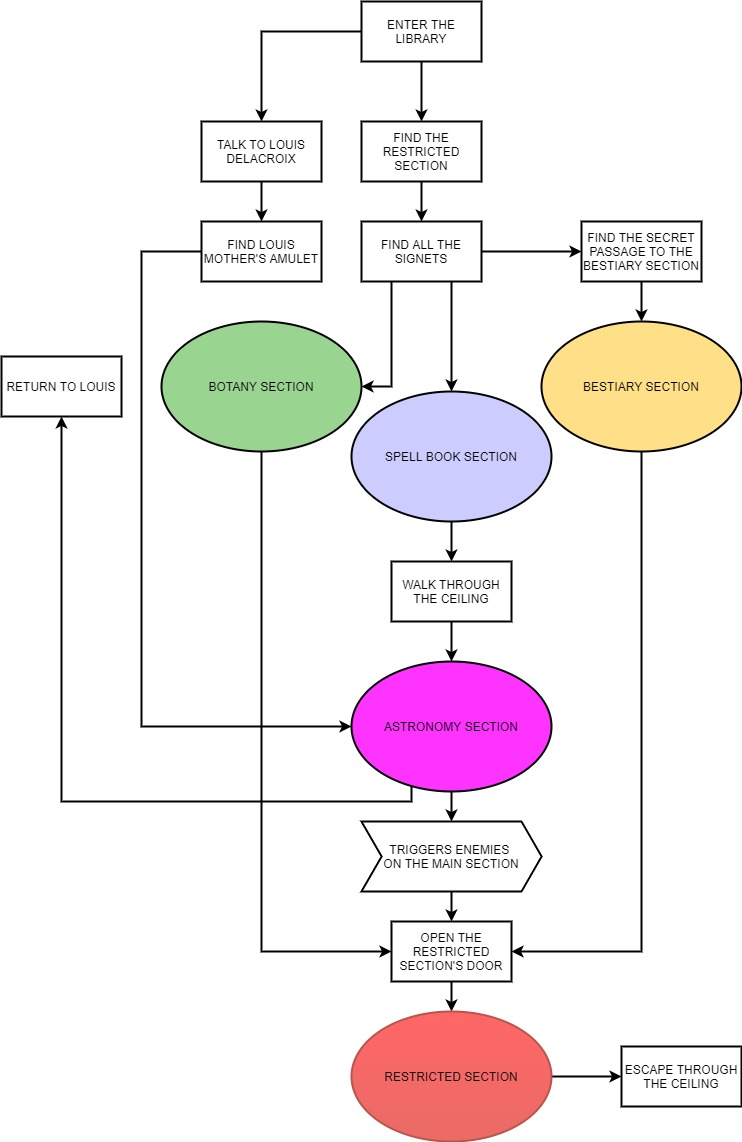 ENTER THE
LIBRARY
TALK TO LOUIS
DELACROIX
FIND THE
RESTRICTED
SECTION
FIND LOUIS
MOTHER'S AMULET
FIND ALL THE
SIGNETS
FIND THE SECRET
PASSAGE TO THE
BESTIARY SECTION
RETURN TO LOUIS
BOTANY SECTION
BESTIARY SECTION
SPELL BOOK SECTION
WALK THROUGH
THE CEILING
ASTRONOMY SECTION
TRIGGERS ENEMIES
ON THE MAIN SECTION
OPEN THE
RESTRICTED
SECTION'S DOOR
RESTRICTED SECTION
ESCAPE THROUGH
THE CEILING